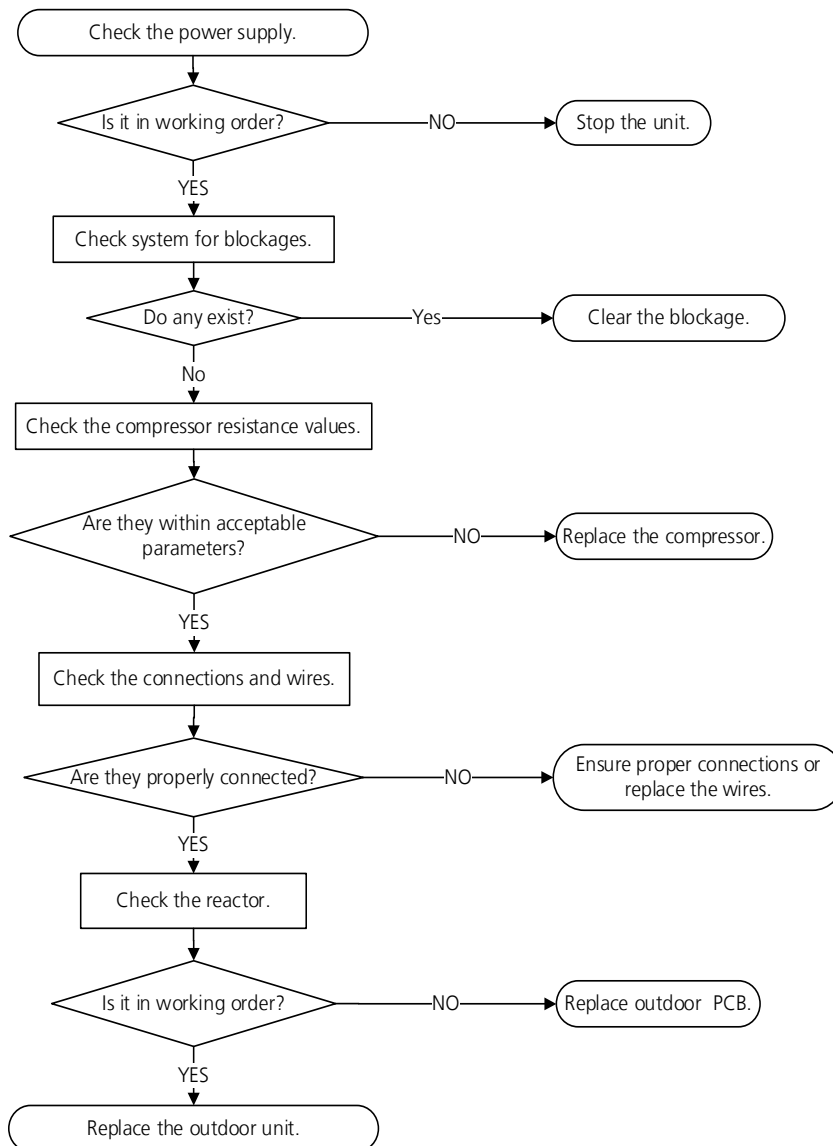 Check the power supply.
Is it in working order?
NO
Stop the unit.
YES
Check system for blockages.
Do any exist?
Yes
Clear the blockage.
No
Check the compressor resistance values.
Are they within acceptable
parameters?
NO
Replace the compressor.
YES
Check the connections and wires.
Are they properly connected?
NO
Ensure proper connections or
replace the wires.
YES
Check the reactor.
Is it in working order?
NO
Replace outdoor PCB.
YES
Replace the outdoor unit.